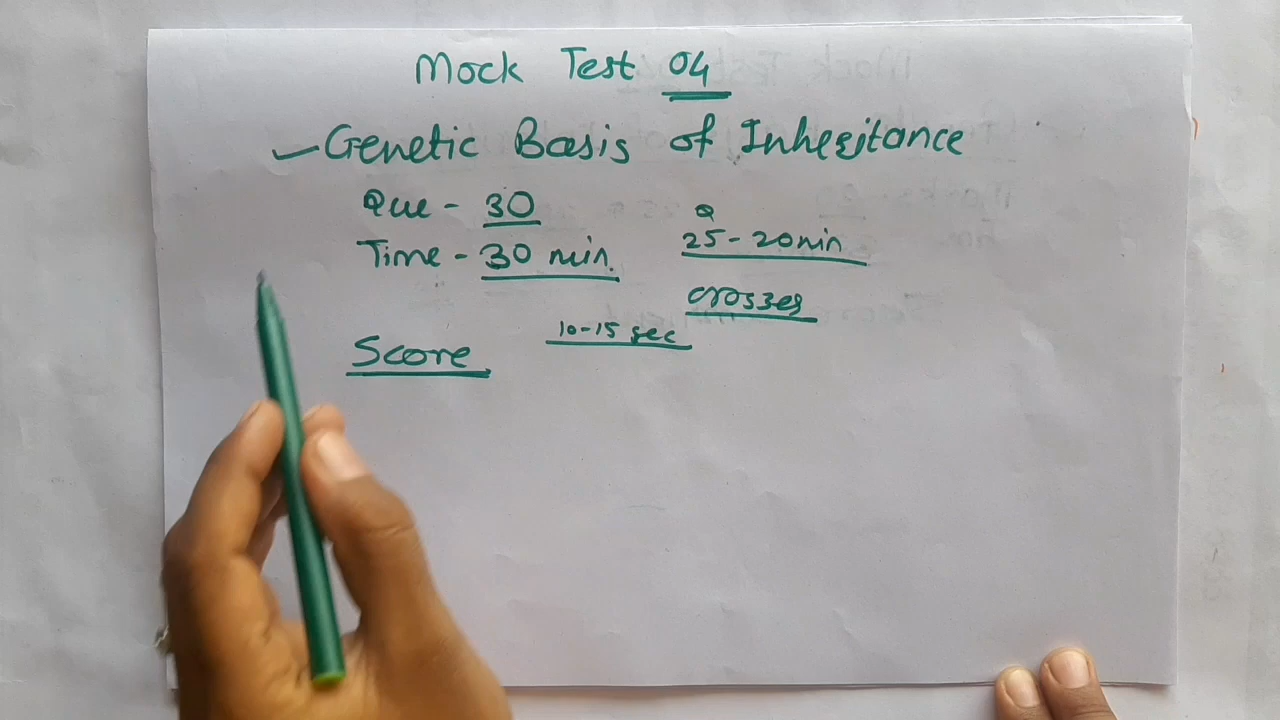 Mock Test 04
Genetic Basis of Inheritance
Que - 30
Q
Time - 30 min.
25 - 20min
crosses
10-15 sec
Score